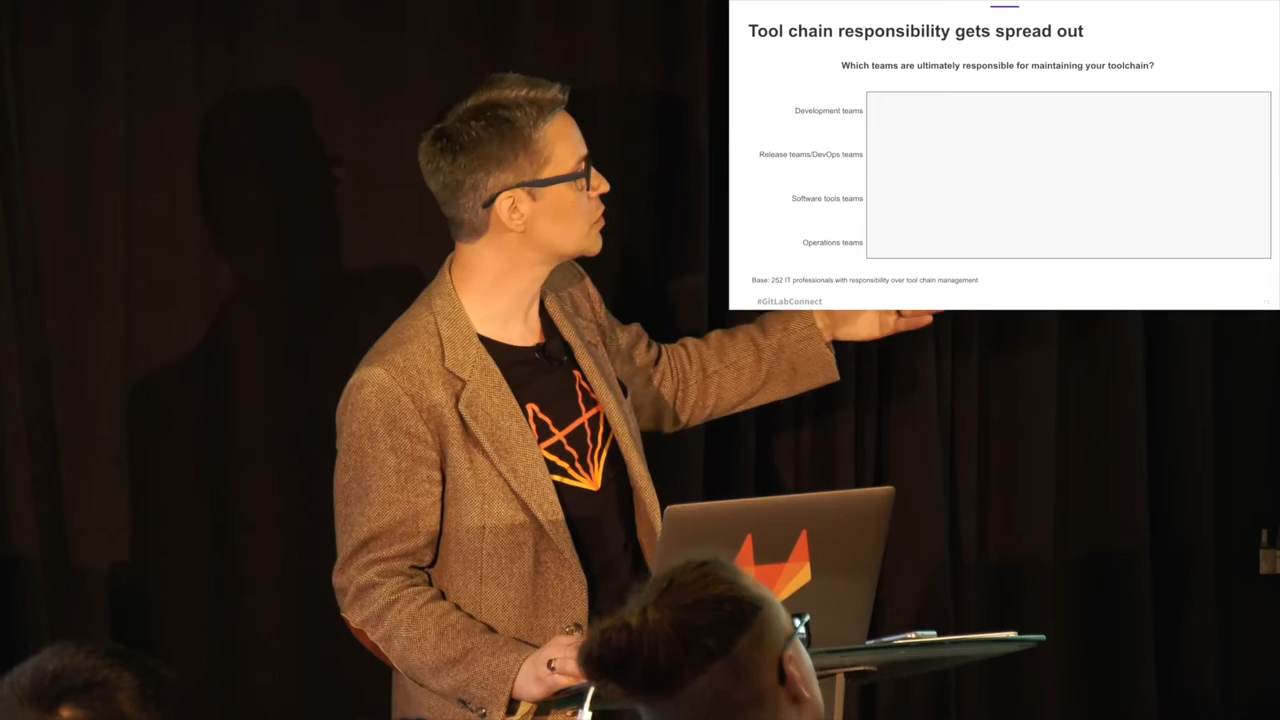 Tool chain responsibility gets spread out
Which teams are ultimately responsible for maintaining your toolchain?
Development teams
Release teams/DevOps teams
Software tools teams
Operations teams
Base: 252 IT professionals with responsibility over tool chain management
#GitLabConnect